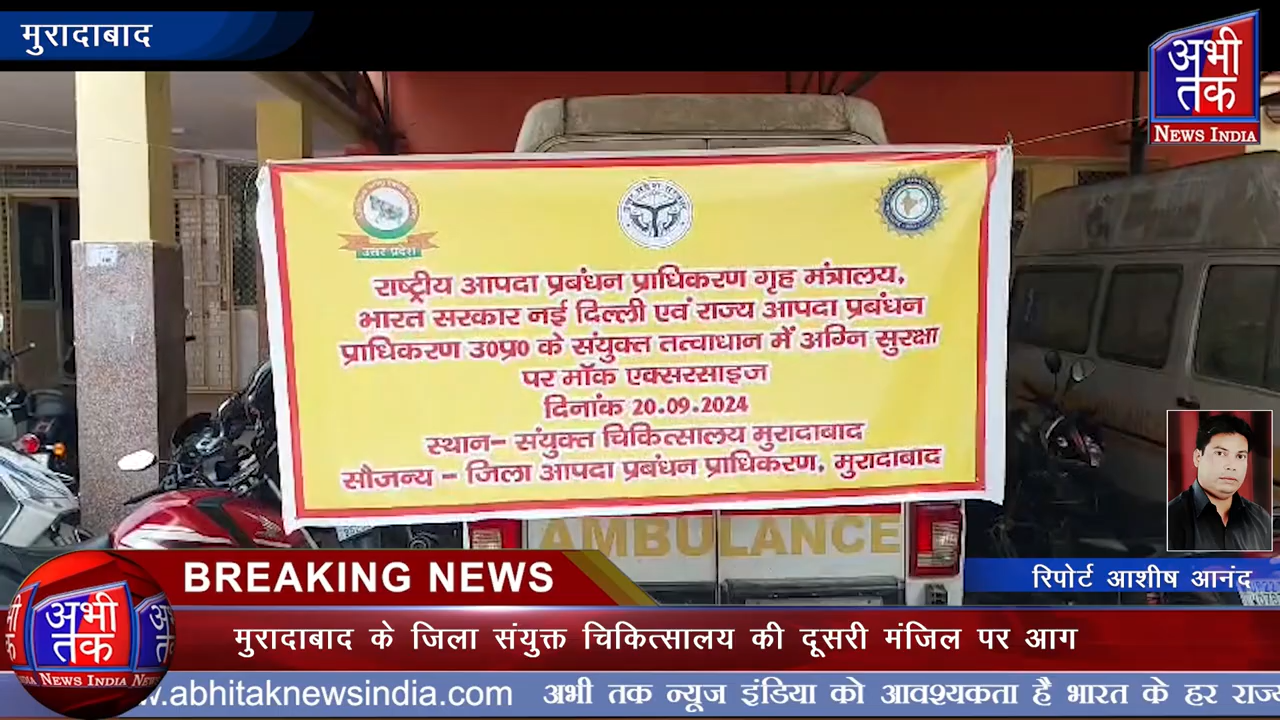 मुरादाबाद
अभी
तक
NEWS INDIA
उत्तर प्रदेश
राष्ट्रीय आपदा प्रबंधन प्राधिकरण गृह मंत्रालय,
भारत सरकार नई दिल्ली एवं राज्य आपदा प्रबंधन
प्राधिकरण उ0प्र0 के संयुक्त तत्वाधान में अग्नि सुरक्षा
पर मॉक एक्सरसाइज
दिनांक 20.09.2024
स्थान- संयुक्त चिकित्सालय मुरादाबाद
सौजन्य - जिला आपदा प्रबंधन प्राधिकरण, मुरादाबाद
AMBULANCE
BREAKING NEWS
रिपोर्ट आशीष आनंद
अभी
तक
NEWS INDIA
मुरादाबाद के जिला संयुक्त चिकित्सालय की दूसरी मंजिल पर आग
www.abhitaknewsindia.com अभी तक न्यूज इंडिया को आवश्यकता है भारत के हर राज्य